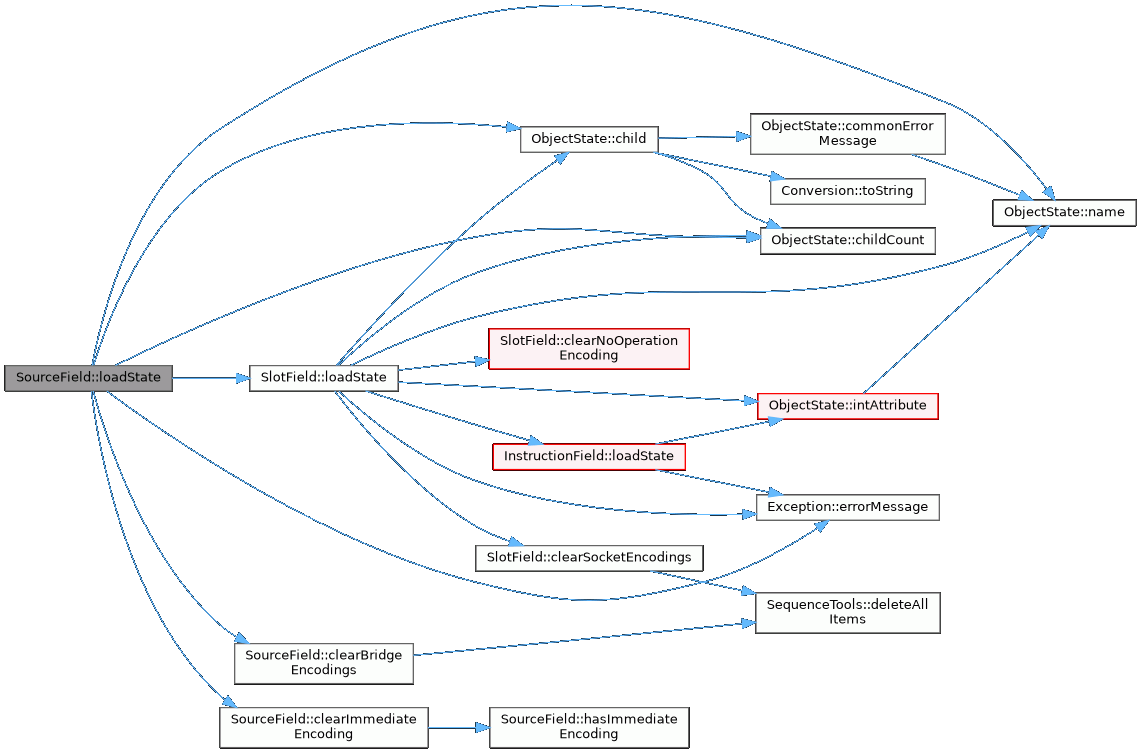 ObjectState::commonError
Message
ObjectState::child
Conversion::toString
ObjectState::name
ObjectState::childCount
SlotField::clearNoOperation
Encoding
SourceField::loadState
SlotField::loadState
ObjectState::intAttribute
InstructionField::loadState
Exception::errorMessage
SlotField::clearSocketEncodings
SequenceTools::deleteAll
Items
SourceField::clearBridge
Encodings
SourceField::clearImmediate
Encoding
SourceField::hasImmediate
Encoding